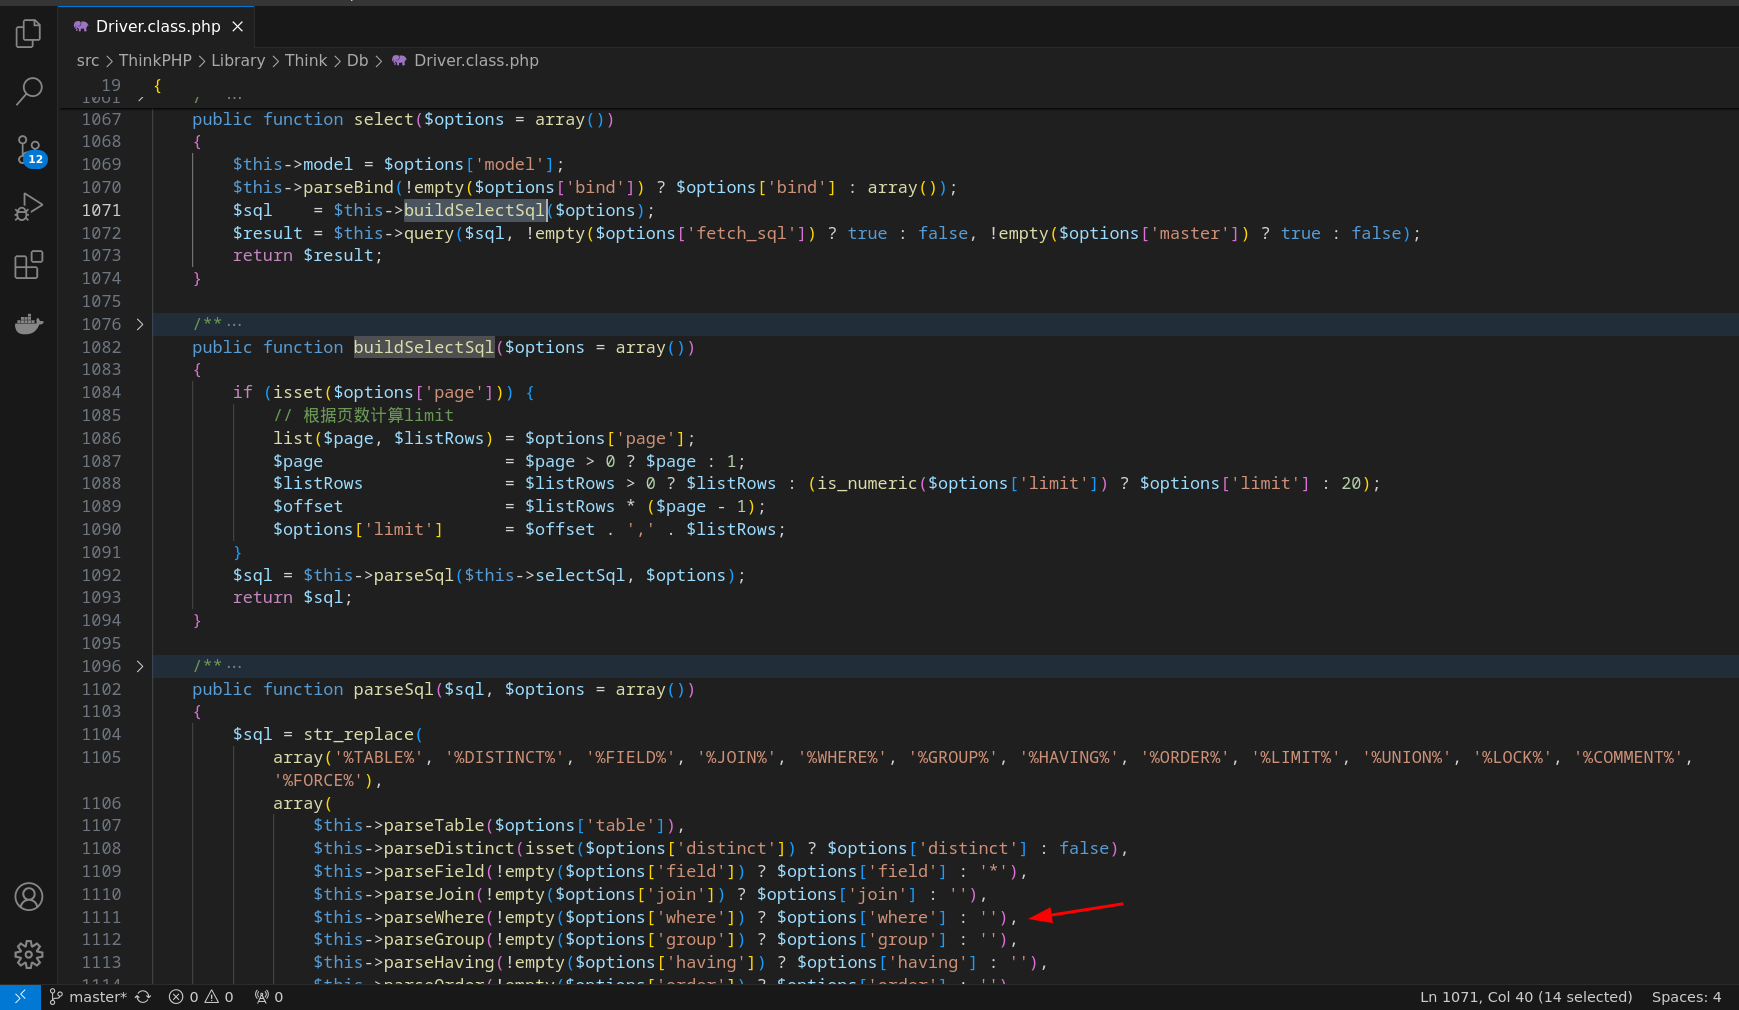 Driver.class.php
src > ThinkPHP > Library > Think > Db > Driver.class.php
19 {
1067 public function select($options = array())
1068 {
1069 $this->model = $options['model'];
1070 $this->parseBind(!empty($options['bind']) ? $options['bind'] : array());
1071 $sql    = $this->buildSelectSql($options);
1072 $result = $this->query($sql, !empty($options['fetch_sql']) ? true : false, !empty($options['master']) ? true : false);
1073 return $result;
1074 }
1075
1076 /** ···
1082 public function buildSelectSql($options = array())
1083 {
1084 if (isset($options['page'])) {
1085 // 根据页数计算limit
1086 list($page, $listRows) = $options['page'];
1087 $page                  = $page > 0 ? $page : 1;
1088 $listRows              = $listRows > 0 ? $listRows : (is_numeric($options['limit']) ? $options['limit'] : 20);
1089 $offset                = $listRows * ($page - 1);
1090 $options['limit']      = $offset . ',' . $listRows;
1091 }
1092 $sql = $this->parseSql($this->selectSql, $options);
1093 return $sql;
1094 }
1095
1096 /** ···
1102 public function parseSql($sql, $options = array())
1103 {
1104 $sql = str_replace(
1105 array('%TABLE%', '%DISTINCT%', '%FIELD%', '%JOIN%', '%WHERE%', '%GROUP%', '%HAVING%', '%ORDER%', '%LIMIT%', '%UNION%', '%LOCK%', '%COMMENT%',
'%FORCE%'),
1106 array(
1107 $this->parseTable($options['table']),
1108 $this->parseDistinct(isset($options['distinct']) ? $options['distinct'] : false),
1109 $this->parseField(!empty($options['field']) ? $options['field'] : '*'),
1110 $this->parseJoin(!empty($options['join']) ? $options['join'] : ''),
1111 $this->parseWhere(!empty($options['where']) ? $options['where'] : ''),
1112 $this->parseGroup(!empty($options['group']) ? $options['group'] : ''),
1113 $this->parseHaving(!empty($options['having']) ? $options['having'] : ''),
1114 $this->parseOrder(!empty($options['order']) ? $options['order'] : ''),
12
master* 0 0 0 Ln 1071, Col 40 (14 selected) Spaces: 4